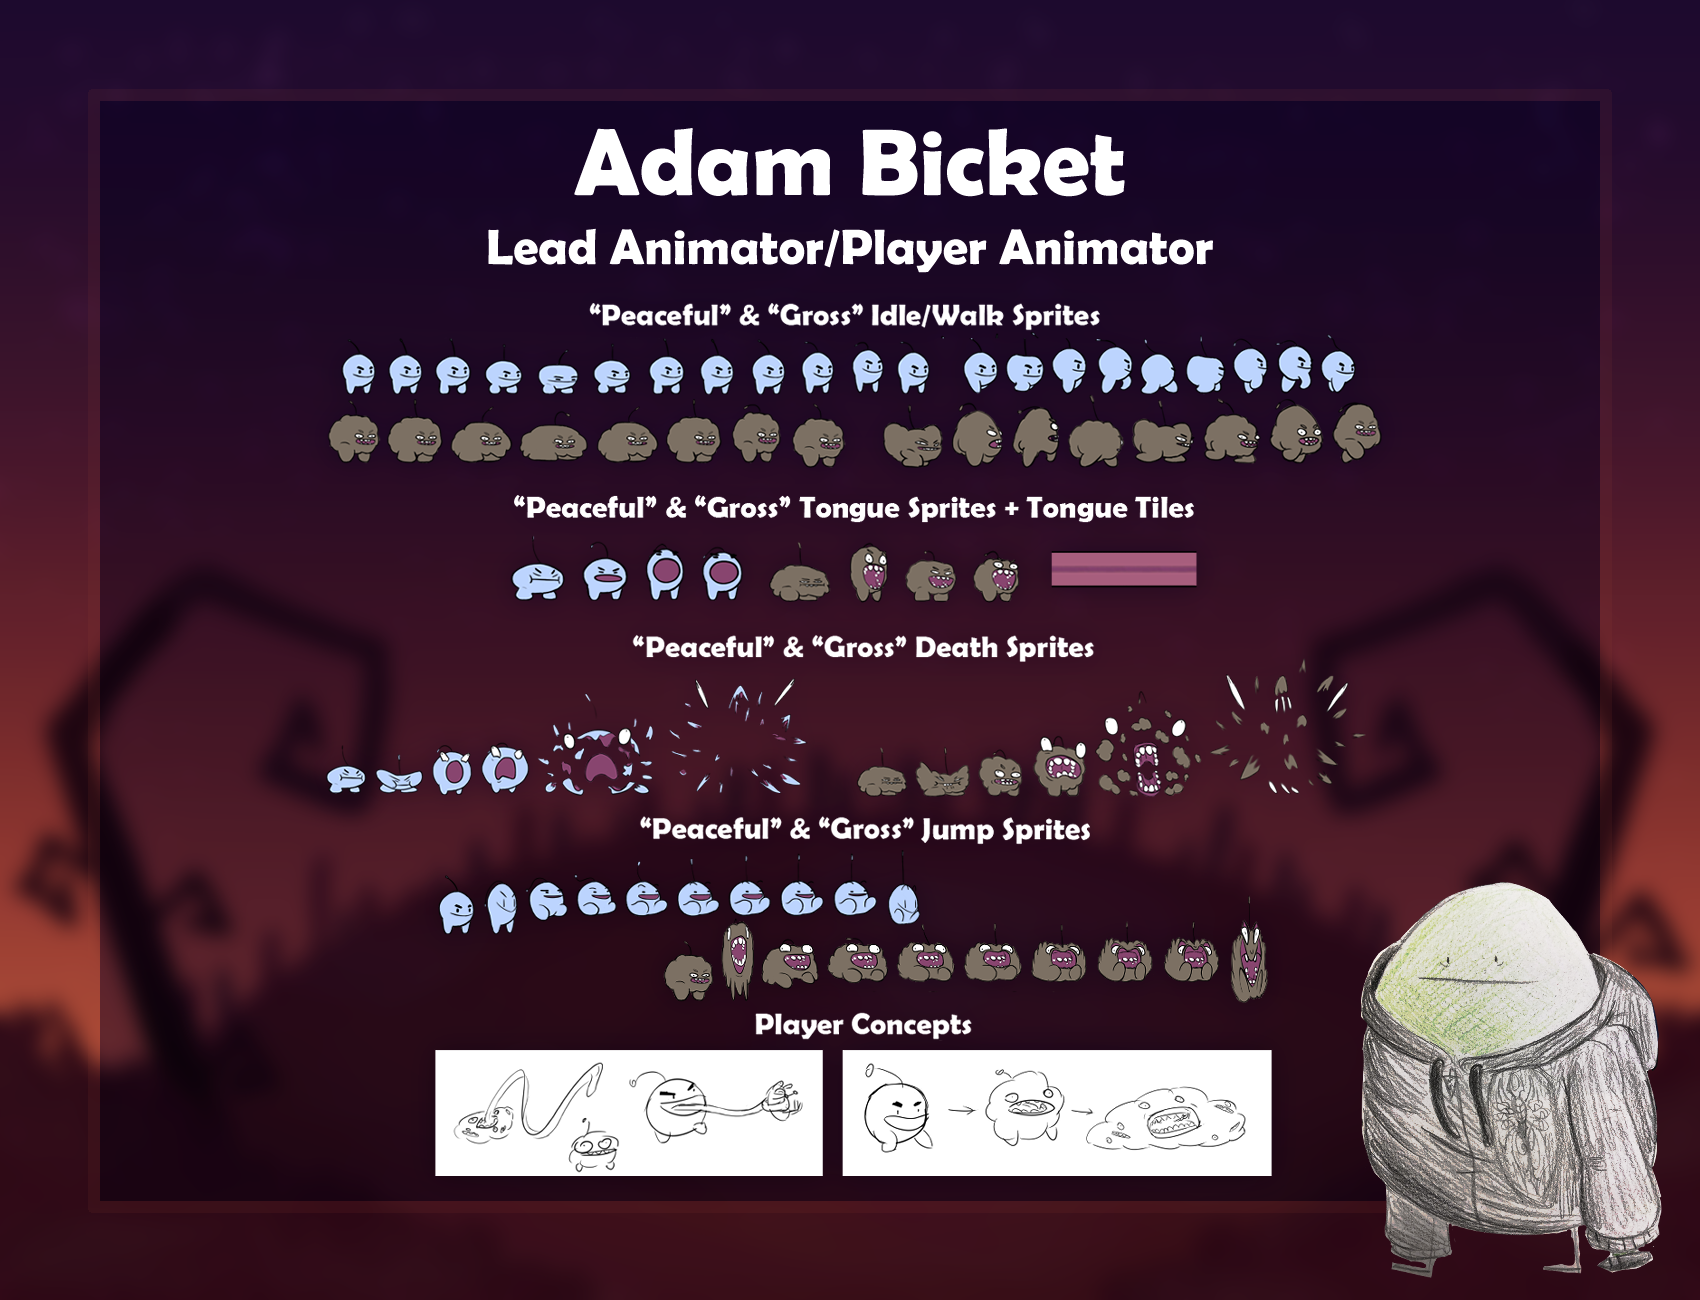 Adam Bicket
Lead Animator/Player Animator
“Peaceful” & “Gross” Idle/Walk Sprites
“Peaceful” & “Gross” Tongue Sprites + Tongue Tiles
“Peaceful” & “Gross” Death Sprites
“Peaceful” & “Gross” Jump Sprites
Player Concepts